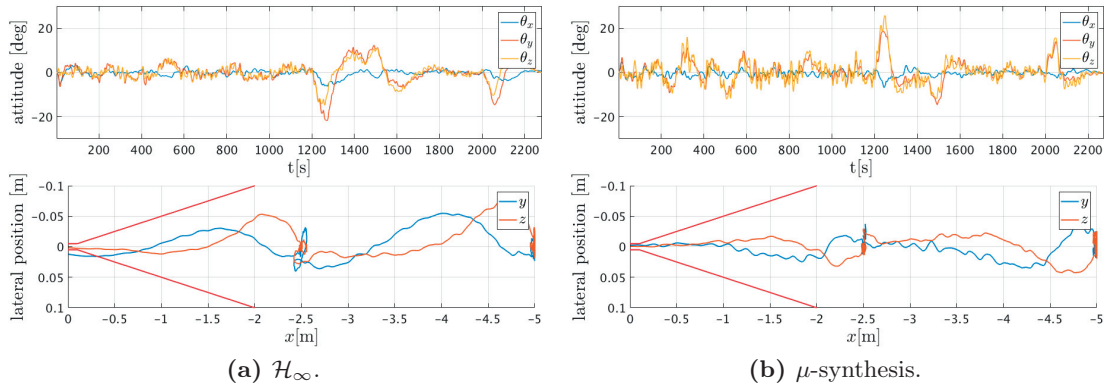 attitude [deg]
20
0
−20
θx
θy
θz
200 400 600 800 1000 1200 1400 1600 1800 2000 2200
t[s]
lateral position [m]
−0.1
−0.05
0
0.05
0.1
y
z
0 −0.5 −1 −1.5 −2 −2.5 −3 −3.5 −4 −4.5 −5
x[m]
(a) ℋ∞.
attitude [deg]
20
0
−20
θx
θy
θz
200 400 600 800 1000 1200 1400 1600 1800 2000 2200
t[s]
lateral position [m]
−0.1
−0.05
0
0.05
0.1
y
z
0 −0.5 −1 −1.5 −2 −2.5 −3 −3.5 −4 −4.5 −5
x[m]
(b) μ-synthesis.